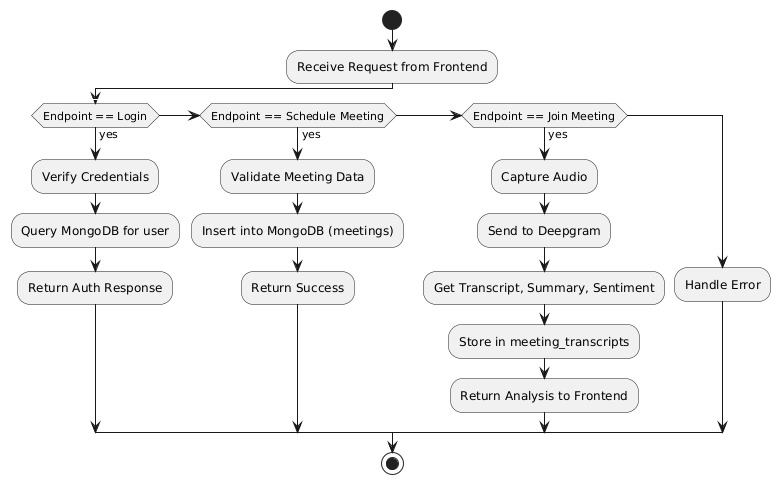 Receive Request from Frontend
Endpoint == Login
yes
Verify Credentials
Query MongoDB for user
Return Auth Response
Endpoint == Schedule Meeting
yes
Validate Meeting Data
Insert into MongoDB (meetings)
Return Success
Endpoint == Join Meeting
yes
Capture Audio
Send to Deepgram
Get Transcript, Summary, Sentiment
Store in meeting_transcripts
Return Analysis to Frontend
Handle Error